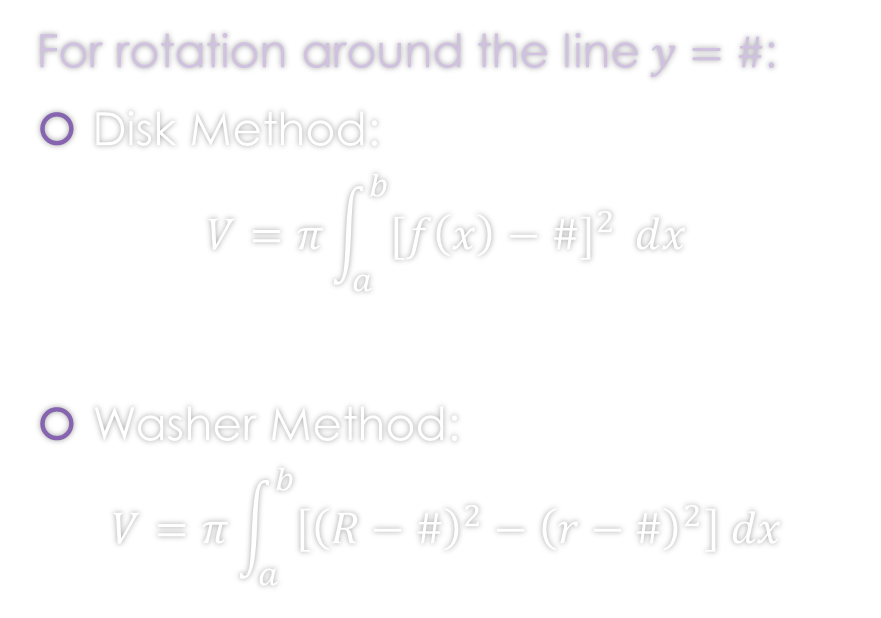 For rotation around the line y = #:
Disk Method:
V = π ∫_a^b [f(x) − #]² dx
Washer Method:
V = π ∫_a^b [(R − #)² − (r − #)²] dx